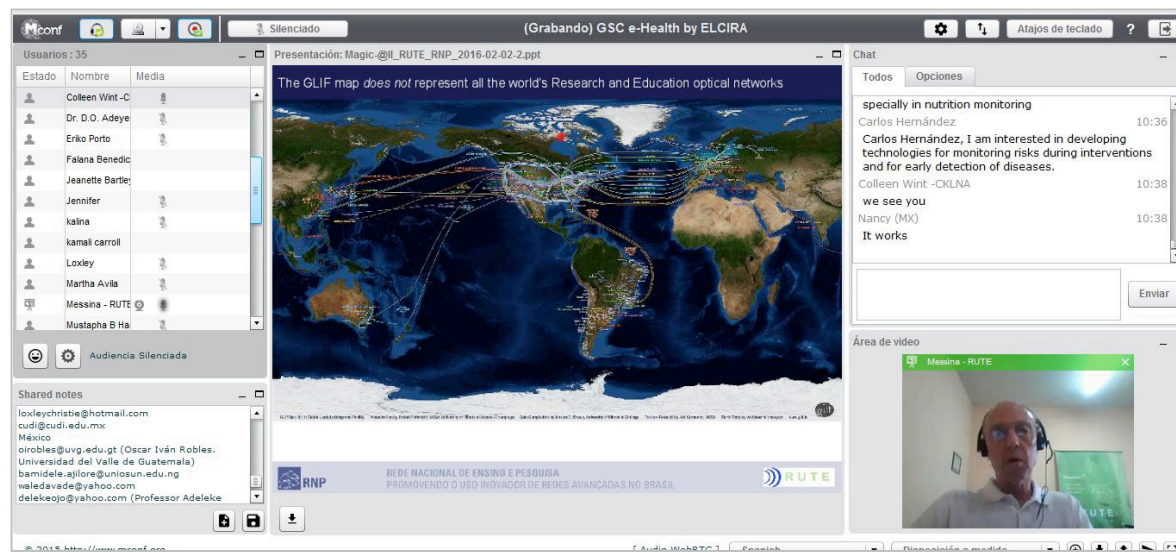 Mconf
Silenciado
(Grabando) GSC e-Health by ELCIRA
Atajos de teclado
?
Usuarios : 35
Estado Nombre Media
Colleen Wint -C
Dr. D.O. Adeye
Eriko Porto
Falana Benedic
Jeanette Bartley
Jennifer
kalina
kamali carroll
Loxley
Martha Avila
Messina - RUTE
Mustapha B Ha
Audiencia Silenciada
Shared notes
loxleychristie@hotmail.com
cudi@cudi.edu.mx
México
oirobles@uvg.edu.gt (Oscar Iván Robles.
Universidad del Valle de Guatemala)
bamidele.ajilore@uniosun.edu.ng
waledavade@yahoo.com
delekeojo@yahoo.com (Professor Adeleke
Presentación: Magic-@II_RUTE_RNP_2016-02-02-2.ppt
The GLIF map does not represent all the world's Research and Education optical networks
RNP
REDE NACIONAL DE ENSINO E PESQUISA
PROMOVENDO O USO INOVADOR DE REDES AVANÇADAS NO BRASIL
RUTE
Chat
Todos Opciones
specially in nutrition monitoring
Carlos Hernández 10:36
Carlos Hernández, I am interested in developing
technologies for monitoring risks during interventions
and for early detection of diseases.
Colleen Wint -CKLNA 10:38
we see you
Nancy (MX) 10:38
It works
Enviar
Área de video
Messina - RUTE
RUTE
© 2015 http://www.mconf.org
[ Audio WebRTC ] Spanish Disposición a medida